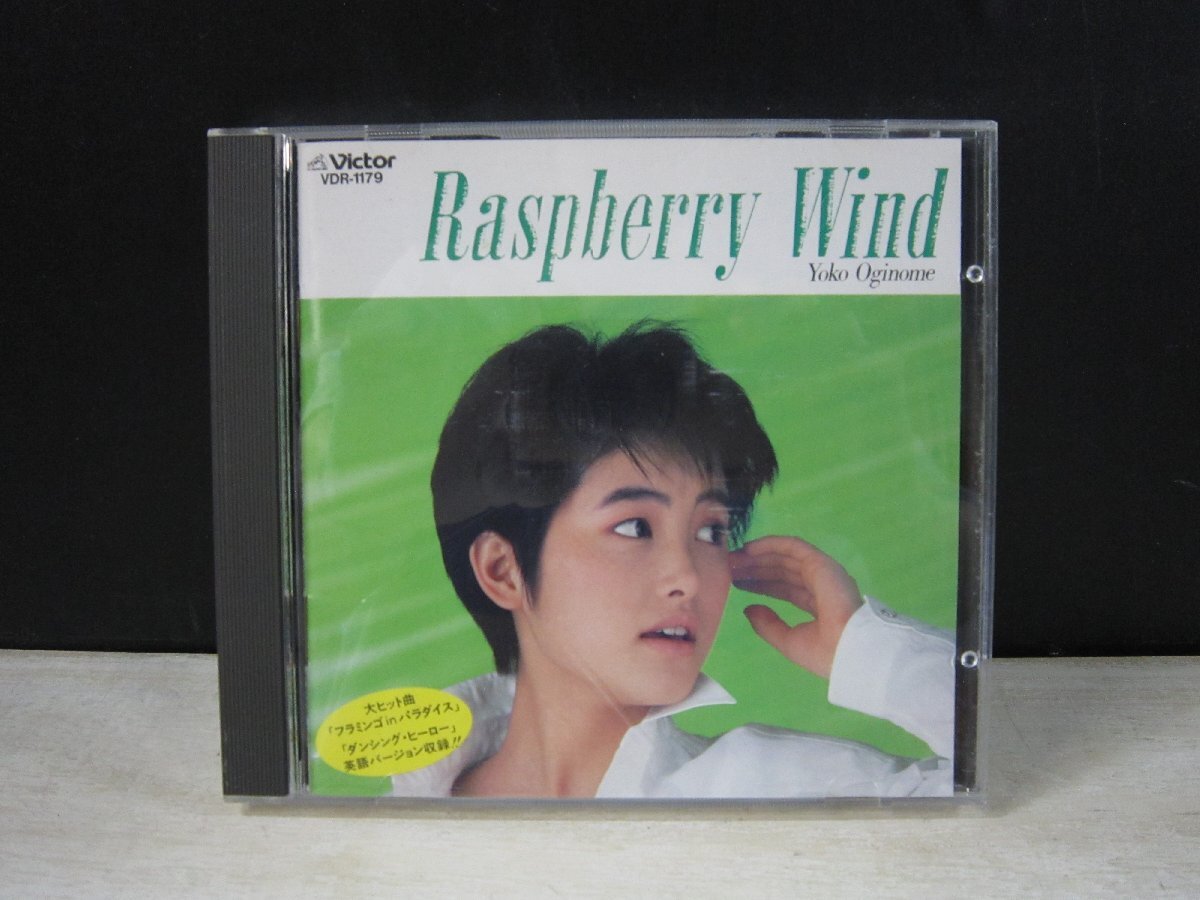 Victor
VDR-1179
Raspberry Wind
Yoko Oginome
大ヒット曲
「フラミンゴinパラダイス」
「ダンシング・ヒーロー」
英語バージョン収録!!